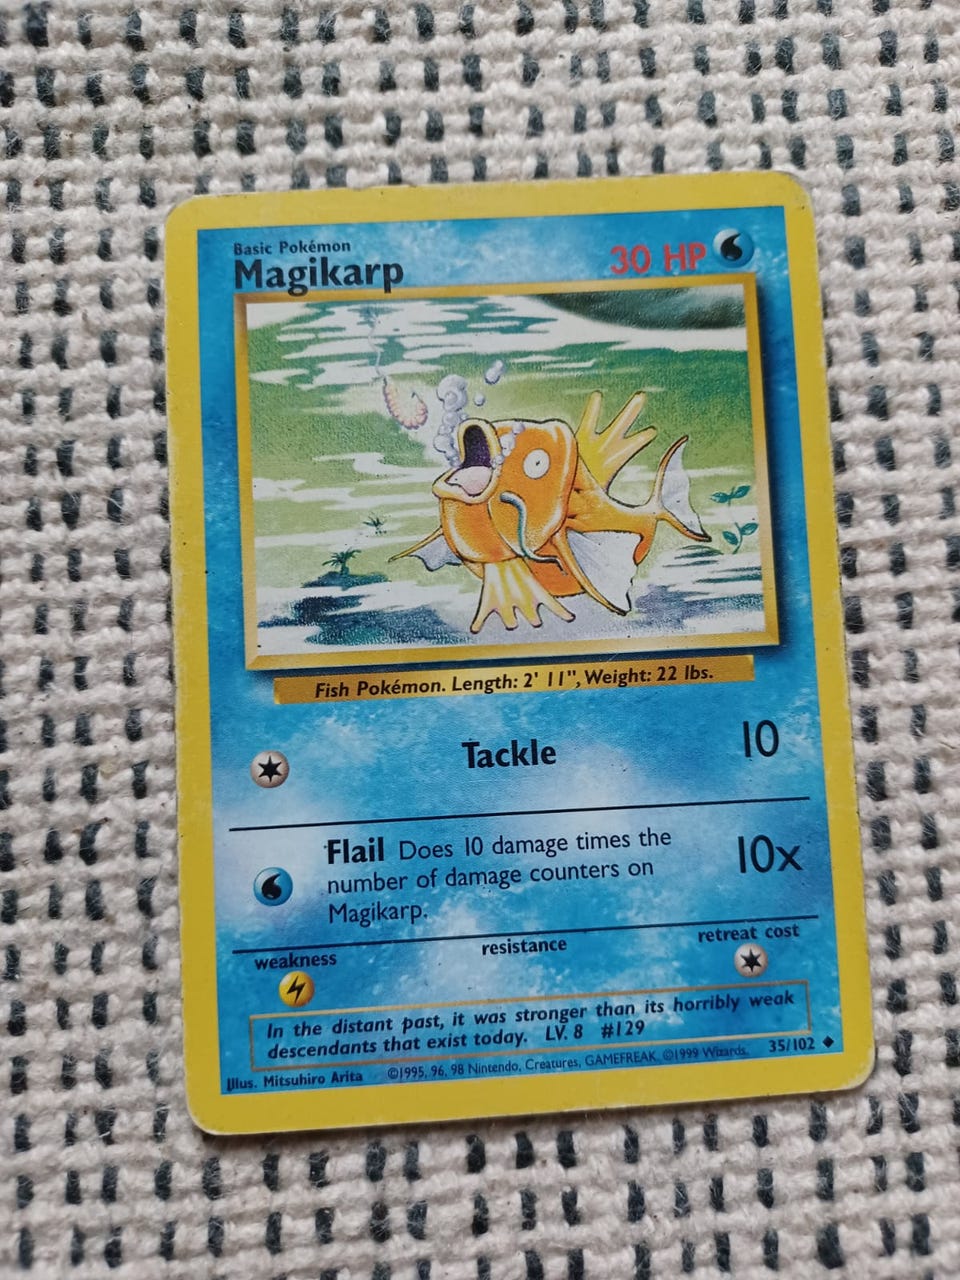 Basic Pokémon
Magikarp
30 HP
Fish Pokémon. Length: 2' 11", Weight: 22 lbs.
Tackle 10
Flail Does 10 damage times the
number of damage counters on
Magikarp.
10x
weakness
resistance
retreat cost
In the distant past, it was stronger than its horribly weak
descendants that exist today. LV. 8 #129
Illus. Mitsuhiro Arita ©1995, 96, 98 Nintendo, Creatures, GAMEFREAK. ©1999 Wizards. 35/102